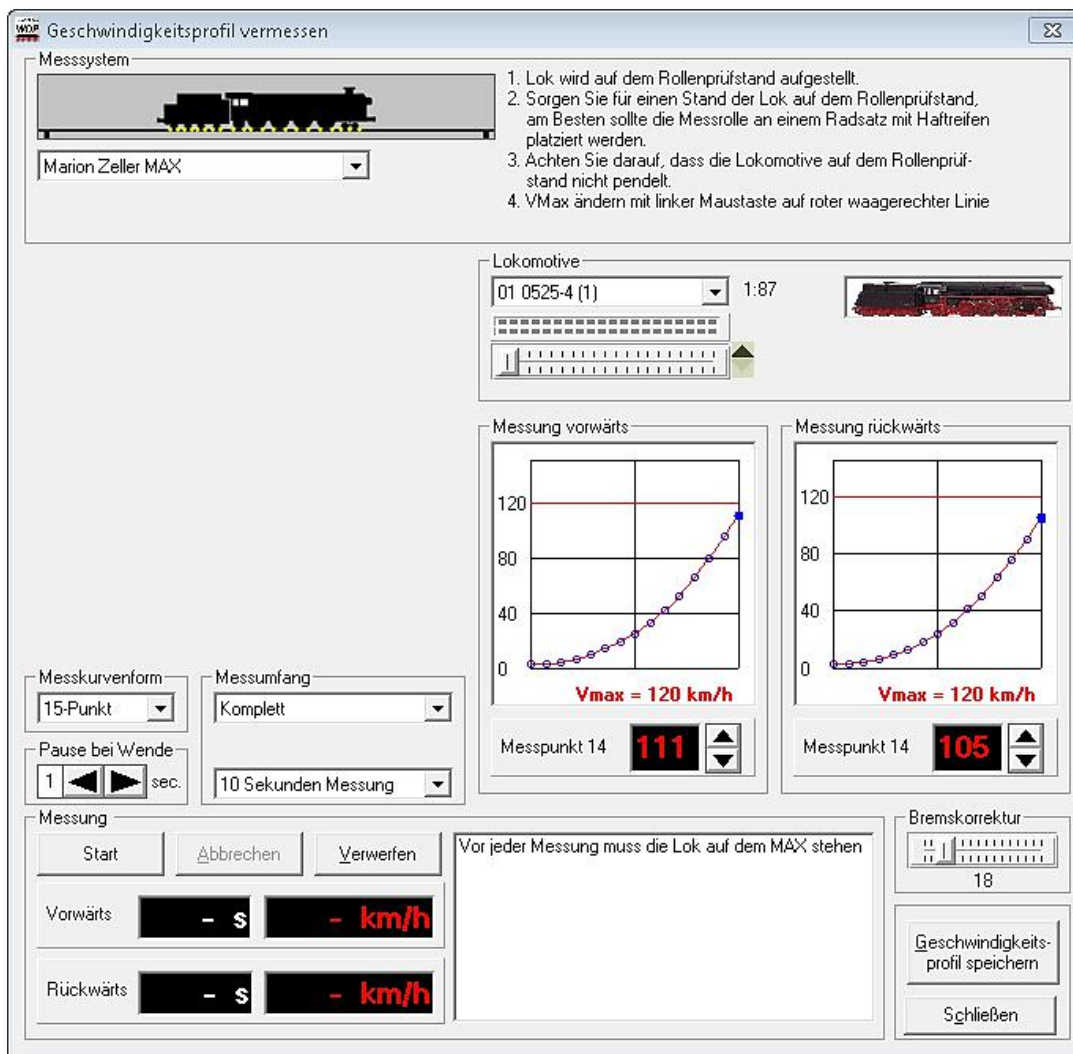 WDP
Geschwindigkeitsprofil vermessen
Messsystem
Marion Zeller MAX
1. Lok wird auf dem Rollenprüfstand aufgestellt.
2. Sorgen Sie für einen Stand der Lok auf dem Rollenprüfstand,
am Besten sollte die Messrolle an einem Radsatz mit Haftreifen
platziert werden.
3. Achten Sie darauf, dass die Lokomotive auf dem Rollenprüf-
stand nicht pendelt.
4. VMax ändern mit linker Maustaste auf roter waagerechter Linie
Lokomotive
01 0525-4 (1)
1:87
Messung vorwärts
120
80
40
0
Vmax = 120 km/h
Messpunkt 14
111
Messung rückwärts
120
80
40
0
Vmax = 120 km/h
Messpunkt 14
105
Messkurvenform
15-Punkt
Messumfang
Komplett
10 Sekunden Messung
Pause bei Wende
1
sec.
Messung
Start
Abbrechen
Verwerfen
Vorwärts
- s
- km/h
Rückwärts
- s
- km/h
Vor jeder Messung muss die Lok auf dem MAX stehen
Bremskorrektur
18
Geschwindigkeits-
profil speichern
Schließen